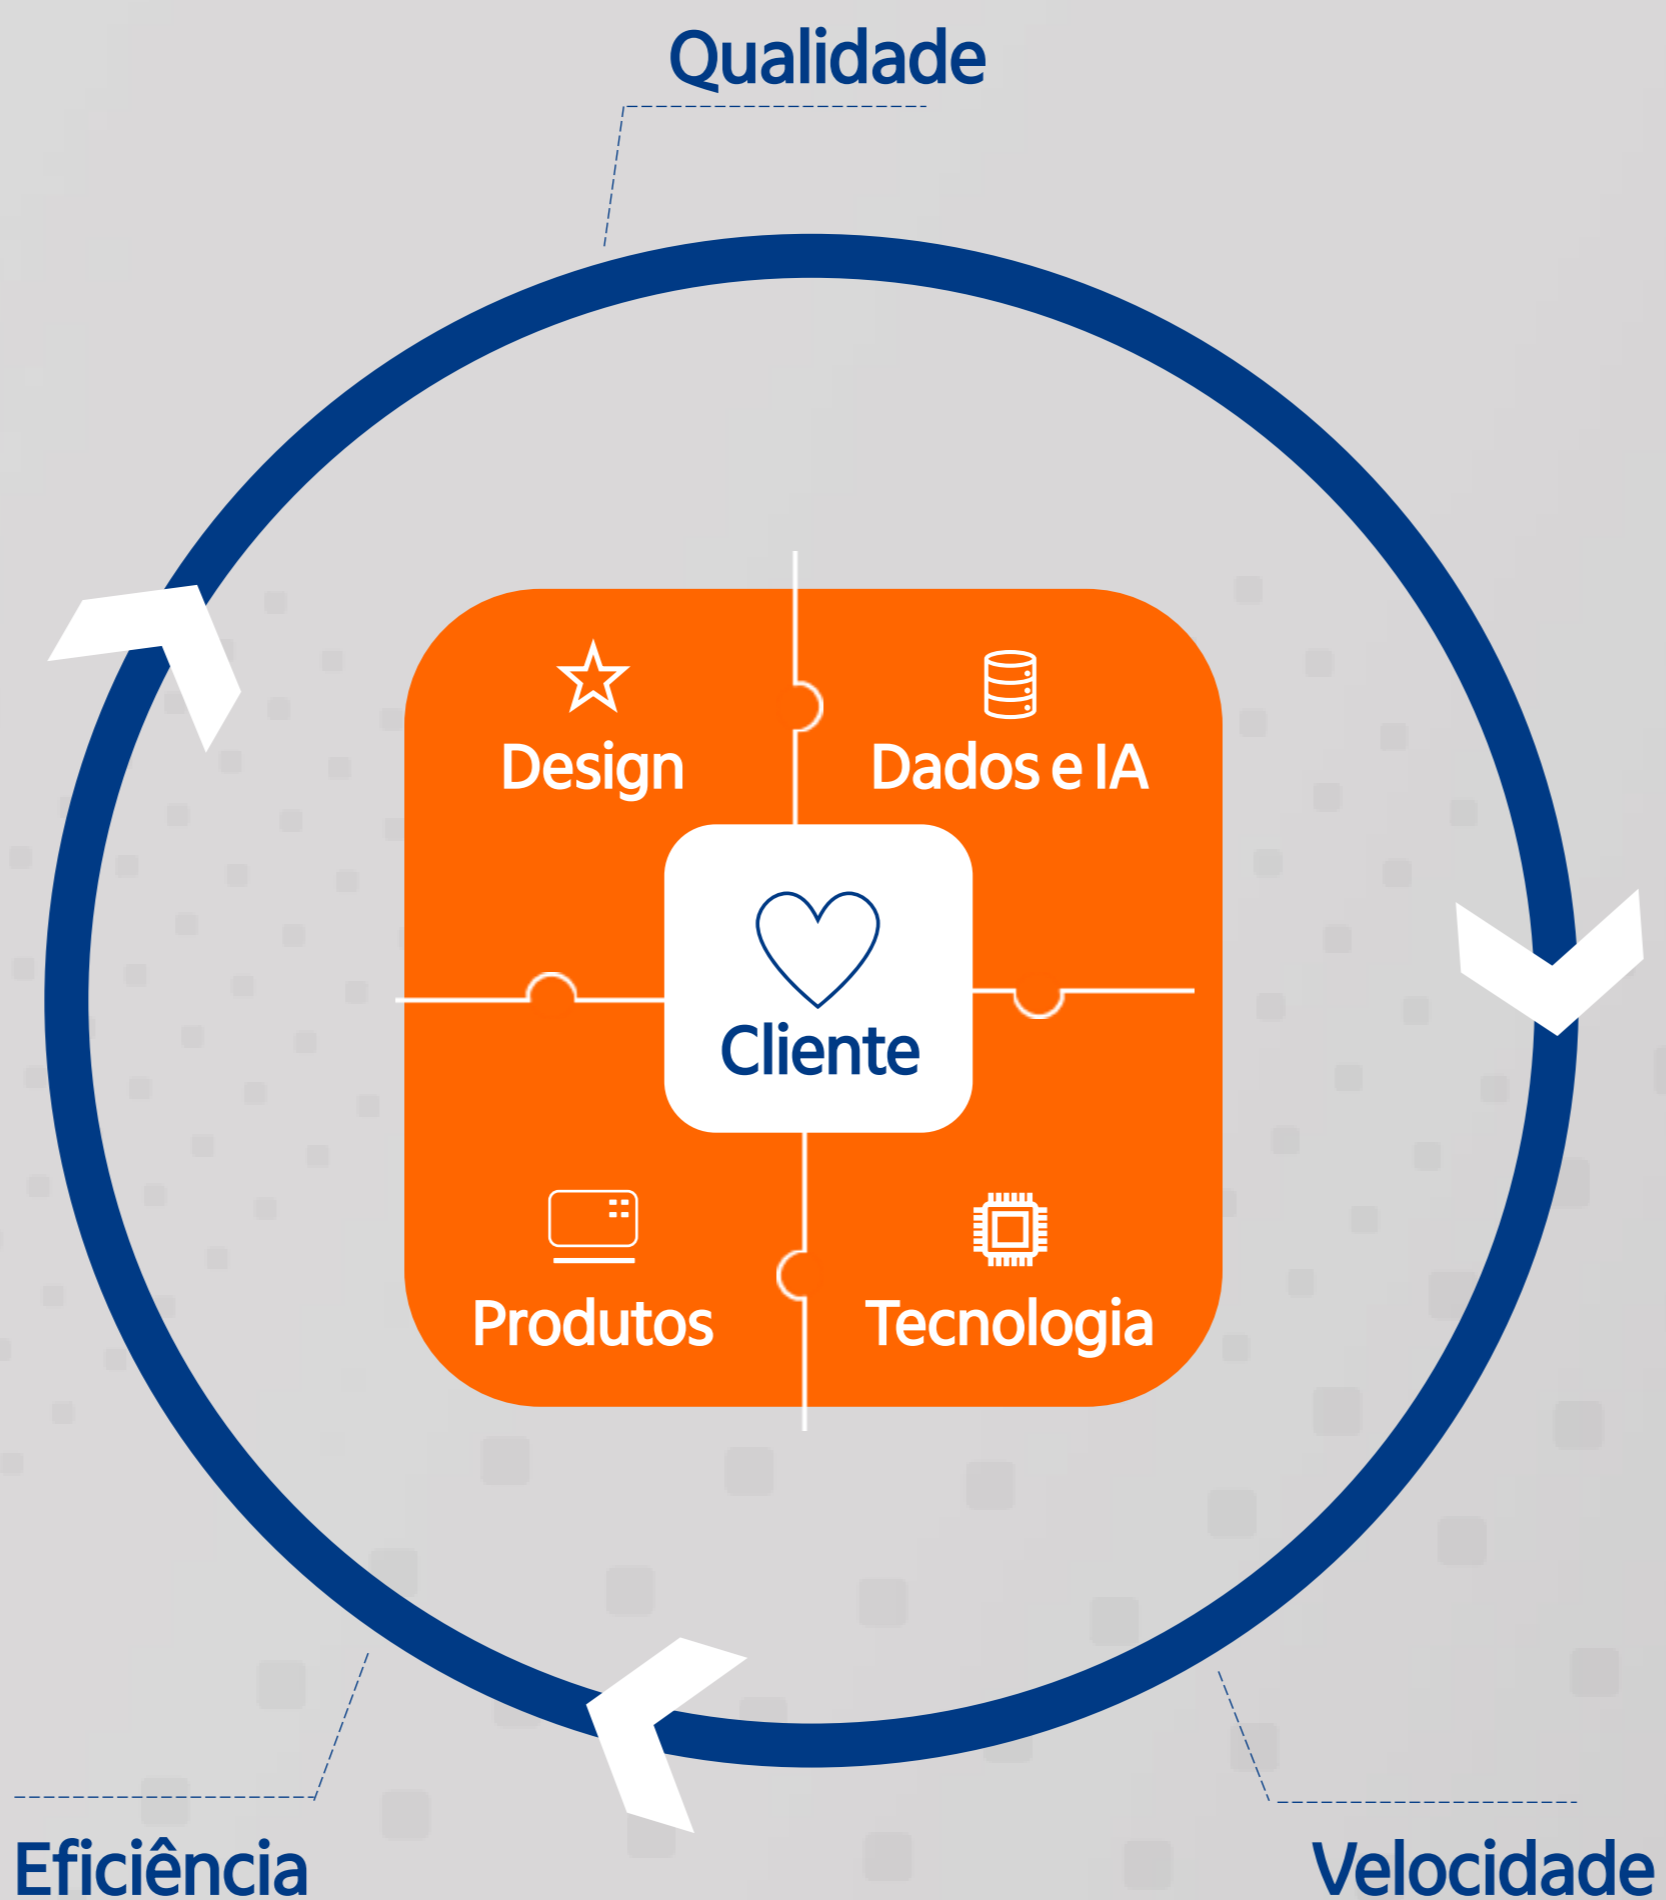 Qualidade
Design
Dados e IA
Cliente
Produtos
Tecnologia
Eficiência
Velocidade